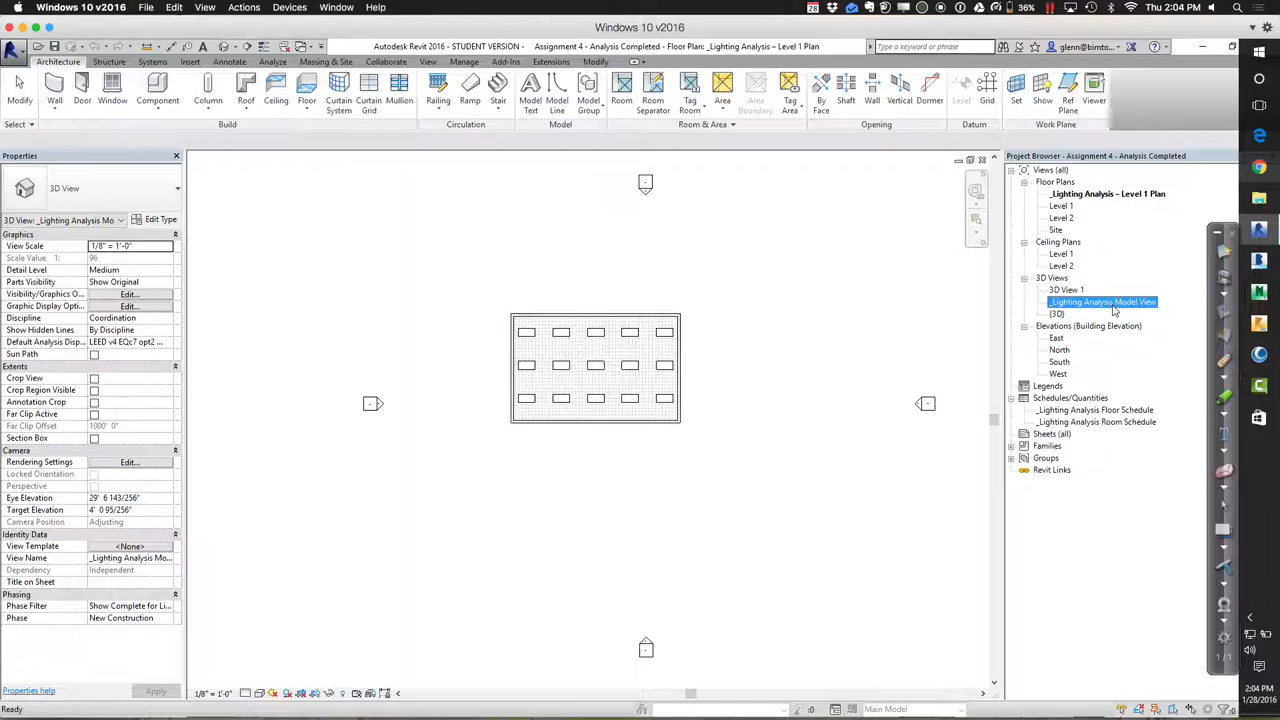 Windows 10 v2016 File Edit View Actions Devices Window Help 28 36% Thu 2:04 PM
Windows 10 v2016
Autodesk Revit 2016 - STUDENT VERSION - Assignment 4 - Analysis Completed - Floor Plan: _Lighting Analysis – Level 1 Plan Type a keyword or phrase glenn@bimto...
Architecture Structure Systems Insert Annotate Analyze Massing & Site Collaborate View Manage Add-Ins Extensions Modify
Modify Wall Door Window Component Column Roof Ceiling Floor Curtain System Curtain Grid Mullion Railing Ramp Stair Model Text Model Line Model Group Room Room Separator Tag Room Area Area Boundary Tag Area By Face Shaft Wall Vertical Dormer Level Grid Set Show Ref Plane Viewer
Select Build Circulation Model Room & Area Opening Datum Work Plane
Properties
3D View
3D View: _Lighting Analysis Mo Edit Type
Graphics
View Scale 1/8" = 1'-0"
Scale Value 1: 96
Detail Level Medium
Parts Visibility Show Original
Visibility/Graphics O... Edit...
Graphic Display Opti... Edit...
Discipline Coordination
Show Hidden Lines By Discipline
Default Analysis Disp... LEED v4 EQc7 opt2 ...
Sun Path
Extents
Crop View
Crop Region Visible
Annotation Crop
Far Clip Active
Far Clip Offset 1000' 0"
Section Box
Camera
Rendering Settings Edit...
Locked Orientation
Perspective
Eye Elevation 29' 6 143/256"
Target Elevation 4' 0 95/256"
Camera Position Adjusting
Identity Data
View Template <None>
View Name _Lighting Analysis Mo...
Dependency Independent
Title on Sheet
Phasing
Phase Filter Show Complete for Li...
Phase New Construction
Properties help Apply
1/8" = 1'-0"
Ready :0 Main Model :0
Project Browser - Assignment 4 - Analysis Completed
Views (all)
Floor Plans
_Lighting Analysis – Level 1 Plan
Level 1
Level 2
Site
Ceiling Plans
Level 1
Level 2
3D Views
3D View 1
_Lighting Analysis Model View
{3D}
Elevations (Building Elevation)
East
North
South
West
Legends
Schedules/Quantities
_Lighting Analysis Floor Schedule
_Lighting Analysis Room Schedule
Sheets (all)
Families
Groups
Revit Links
1 / 1
2:04 PM
1/28/2016